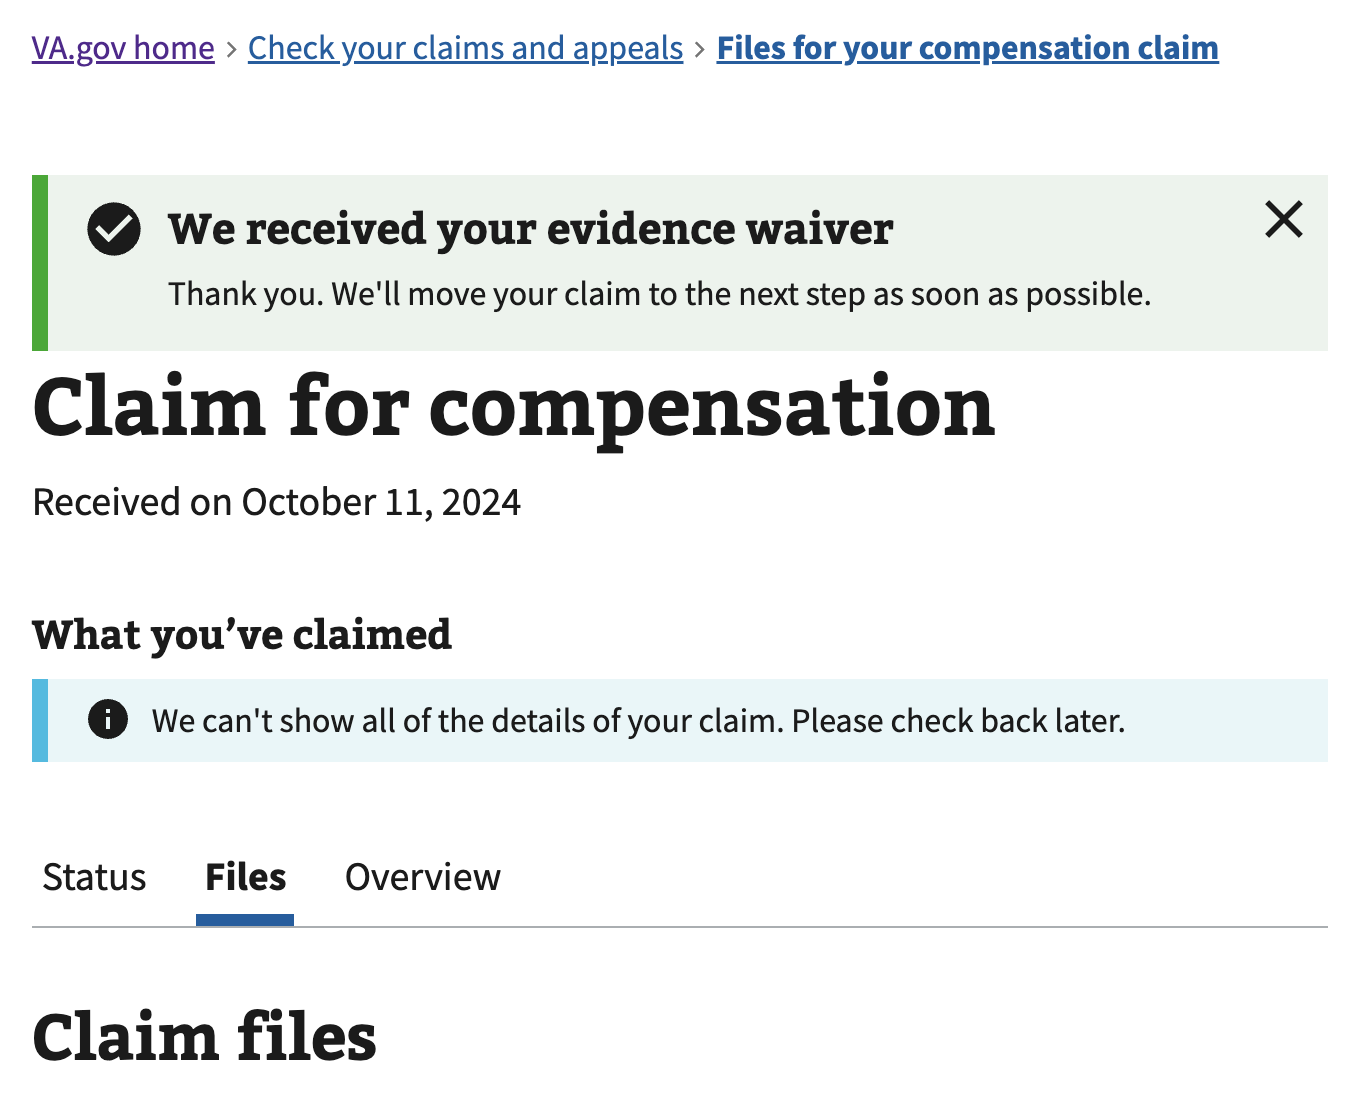 VA.gov home › Check your claims and appeals › Files for your compensation claim
We received your evidence waiver
Thank you. We'll move your claim to the next step as soon as possible.
Claim for compensation
Received on October 11, 2024
What you’ve claimed
We can't show all of the details of your claim. Please check back later.
Status Files Overview
Claim files